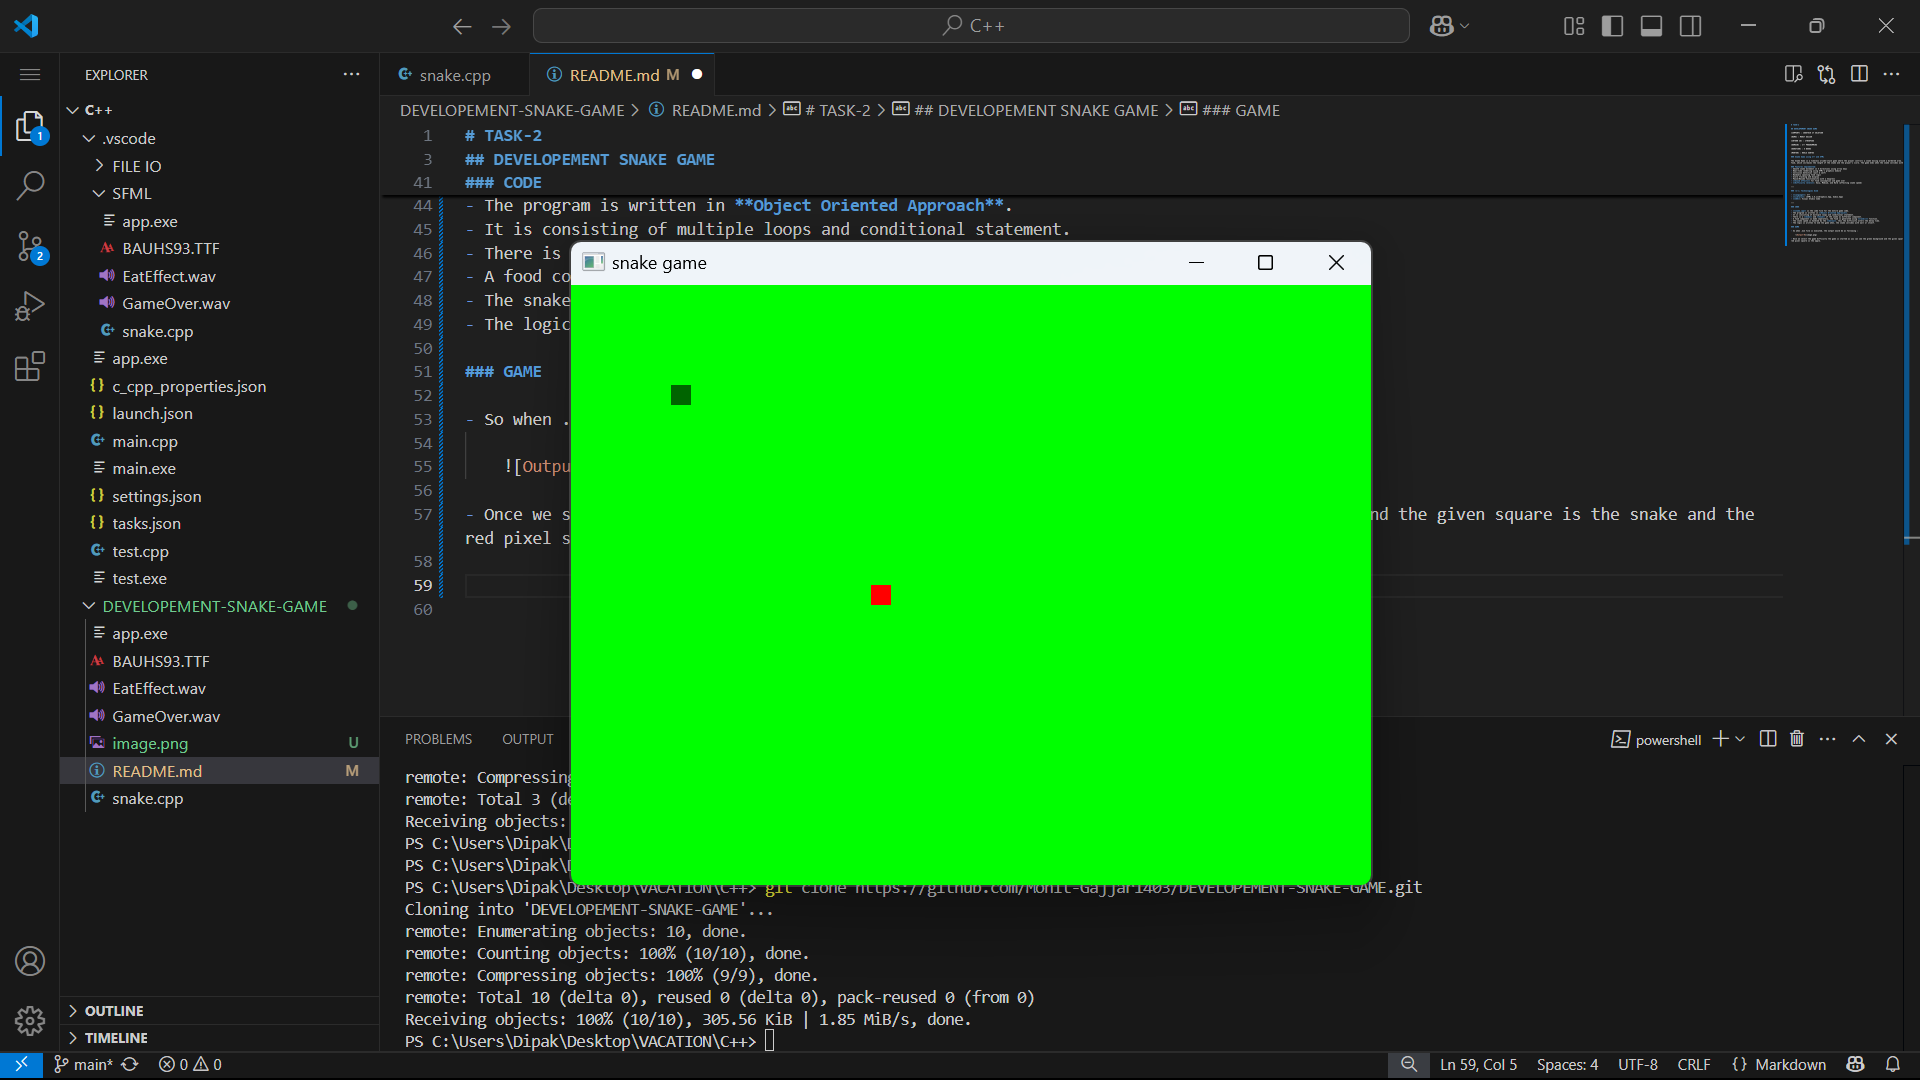 C++
EXPLORER
snake.cpp
README.md M
C++
DEVELOPEMENT-SNAKE-GAME > README.md > # TASK-2 > ## DEVELOPEMENT SNAKE GAME > ### GAME
.vscode
FILE IO
SFML
app.exe
BAUHS93.TTF
EatEffect.wav
GameOver.wav
snake.cpp
app.exe
c_cpp_properties.json
launch.json
main.cpp
main.exe
settings.json
tasks.json
test.cpp
test.exe
DEVELOPEMENT-SNAKE-GAME
app.exe
BAUHS93.TTF
EatEffect.wav
GameOver.wav
image.png U
README.md M
snake.cpp
OUTLINE
TIMELINE
1
2
1 # TASK-2
3 ## DEVELOPEMENT SNAKE GAME
41 ### CODE
44 - The program is written in **Object Oriented Approach**.
45 - It is consisting of multiple loops and conditional statement.
46 - There is
47 - A food co
48 - The snake
49 - The logic
50
51 ### GAME
52
53 - So when .
54
55 ![Outpu
56
57 - Once we s nd the given square is the snake and the
red pixel s
58
59
60
snake game
PROBLEMS OUTPUT
powershell
remote: Compressing
remote: Total 3 (de
Receiving objects:
PS C:\Users\Dipak\D
PS C:\Users\Dipak\D
PS C:\Users\Dipak\Desktop\VACATION\C++> git clone https://github.com/Mohit-Gajjar1403/DEVELOPEMENT-SNAKE-GAME.git
Cloning into 'DEVELOPEMENT-SNAKE-GAME'...
remote: Enumerating objects: 10, done.
remote: Counting objects: 100% (10/10), done.
remote: Compressing objects: 100% (9/9), done.
remote: Total 10 (delta 0), reused 0 (delta 0), pack-reused 0 (from 0)
Receiving objects: 100% (10/10), 305.56 KiB | 1.85 MiB/s, done.
PS C:\Users\Dipak\Desktop\VACATION\C++>
main* 0 0
Ln 59, Col 5 Spaces: 4 UTF-8 CRLF {} Markdown